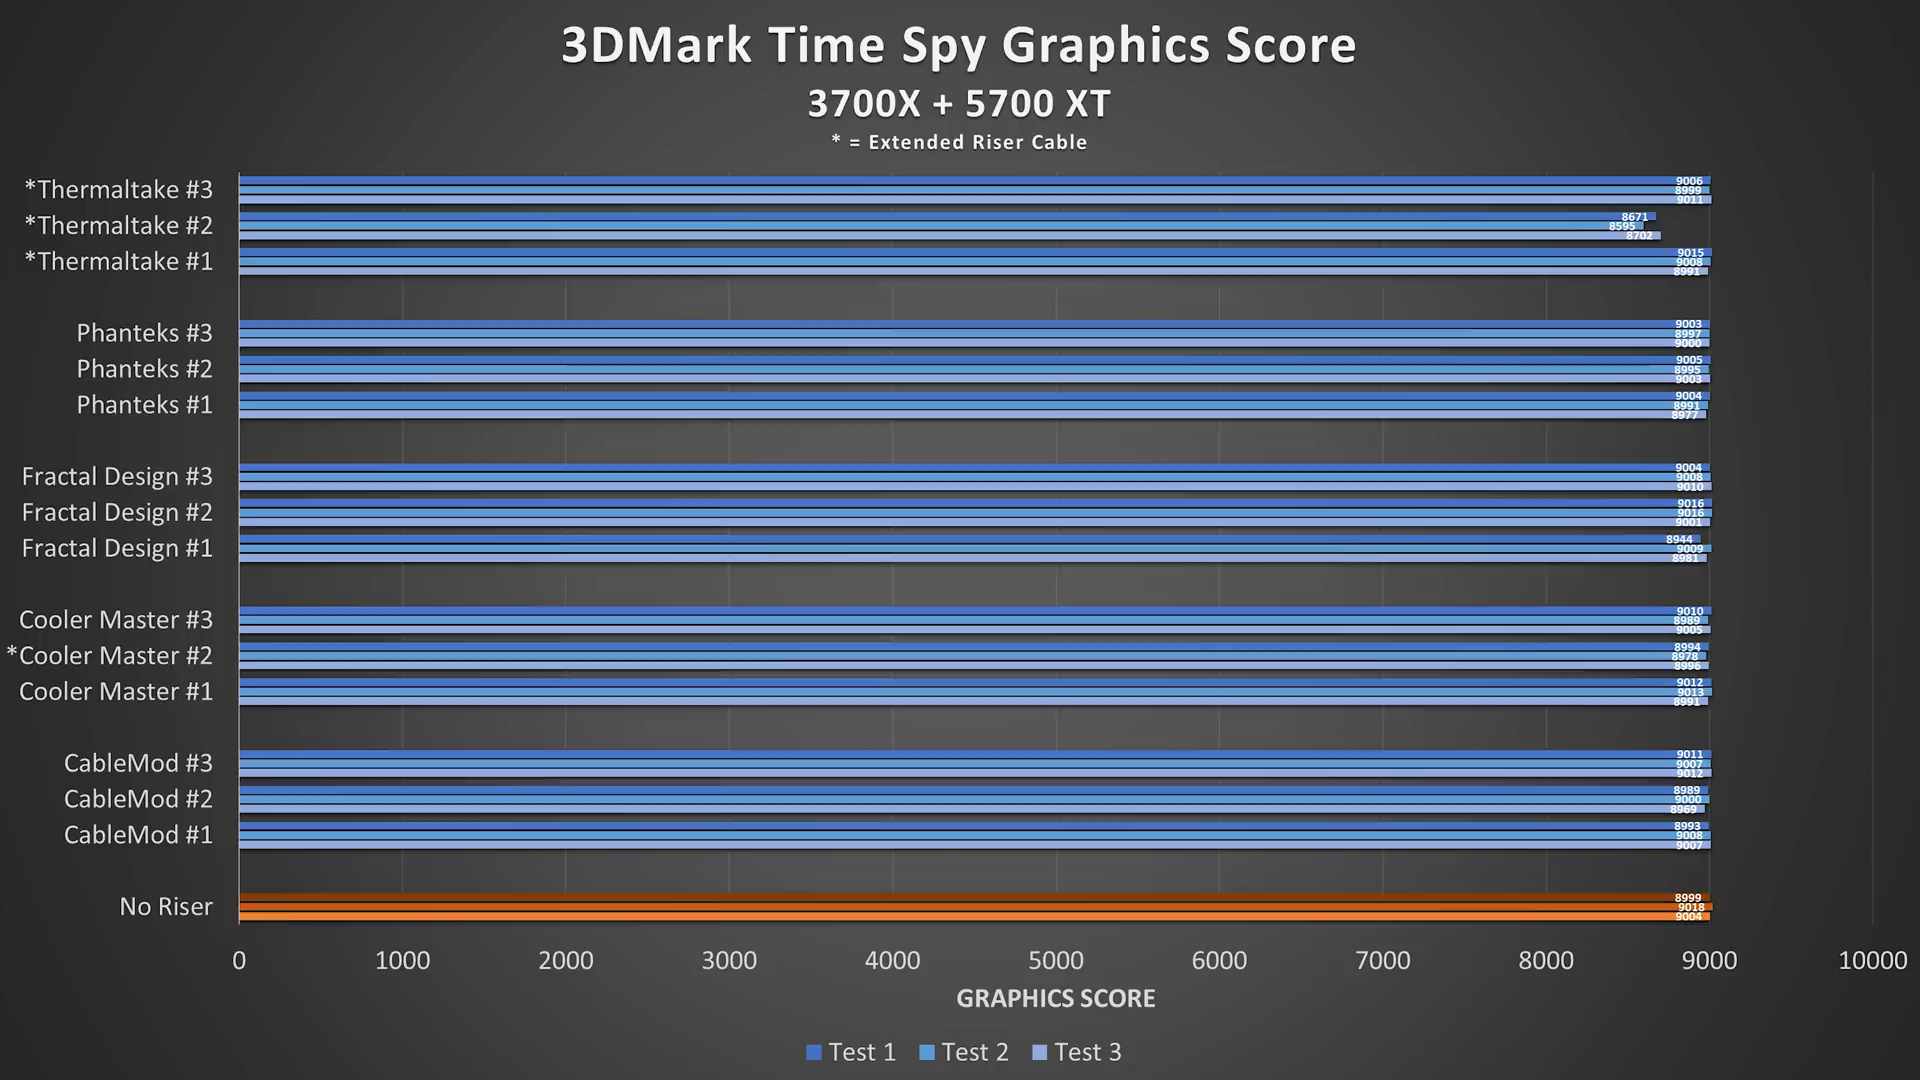 3DMark Time Spy Graphics Score
3700X + 5700 XT
* = Extended Riser Cable
*Thermaltake #3
9006
8999
9011
*Thermaltake #2
8671
8595
8702
*Thermaltake #1
9015
9008
8991
Phanteks #3
9003
8997
9000
Phanteks #2
9005
8995
9003
Phanteks #1
9004
8991
8977
Fractal Design #3
9004
9008
9010
Fractal Design #2
9016
9016
9001
Fractal Design #1
8944
9009
8981
Cooler Master #3
9010
8989
9005
*Cooler Master #2
8994
8978
8996
Cooler Master #1
9012
9013
8991
CableMod #3
9011
9007
9012
CableMod #2
8989
9000
8969
CableMod #1
8993
9008
9007
No Riser
8999
9018
9004
0 1000 2000 3000 4000 5000 6000 7000 8000 9000 10000
GRAPHICS SCORE
Test 1 Test 2 Test 3